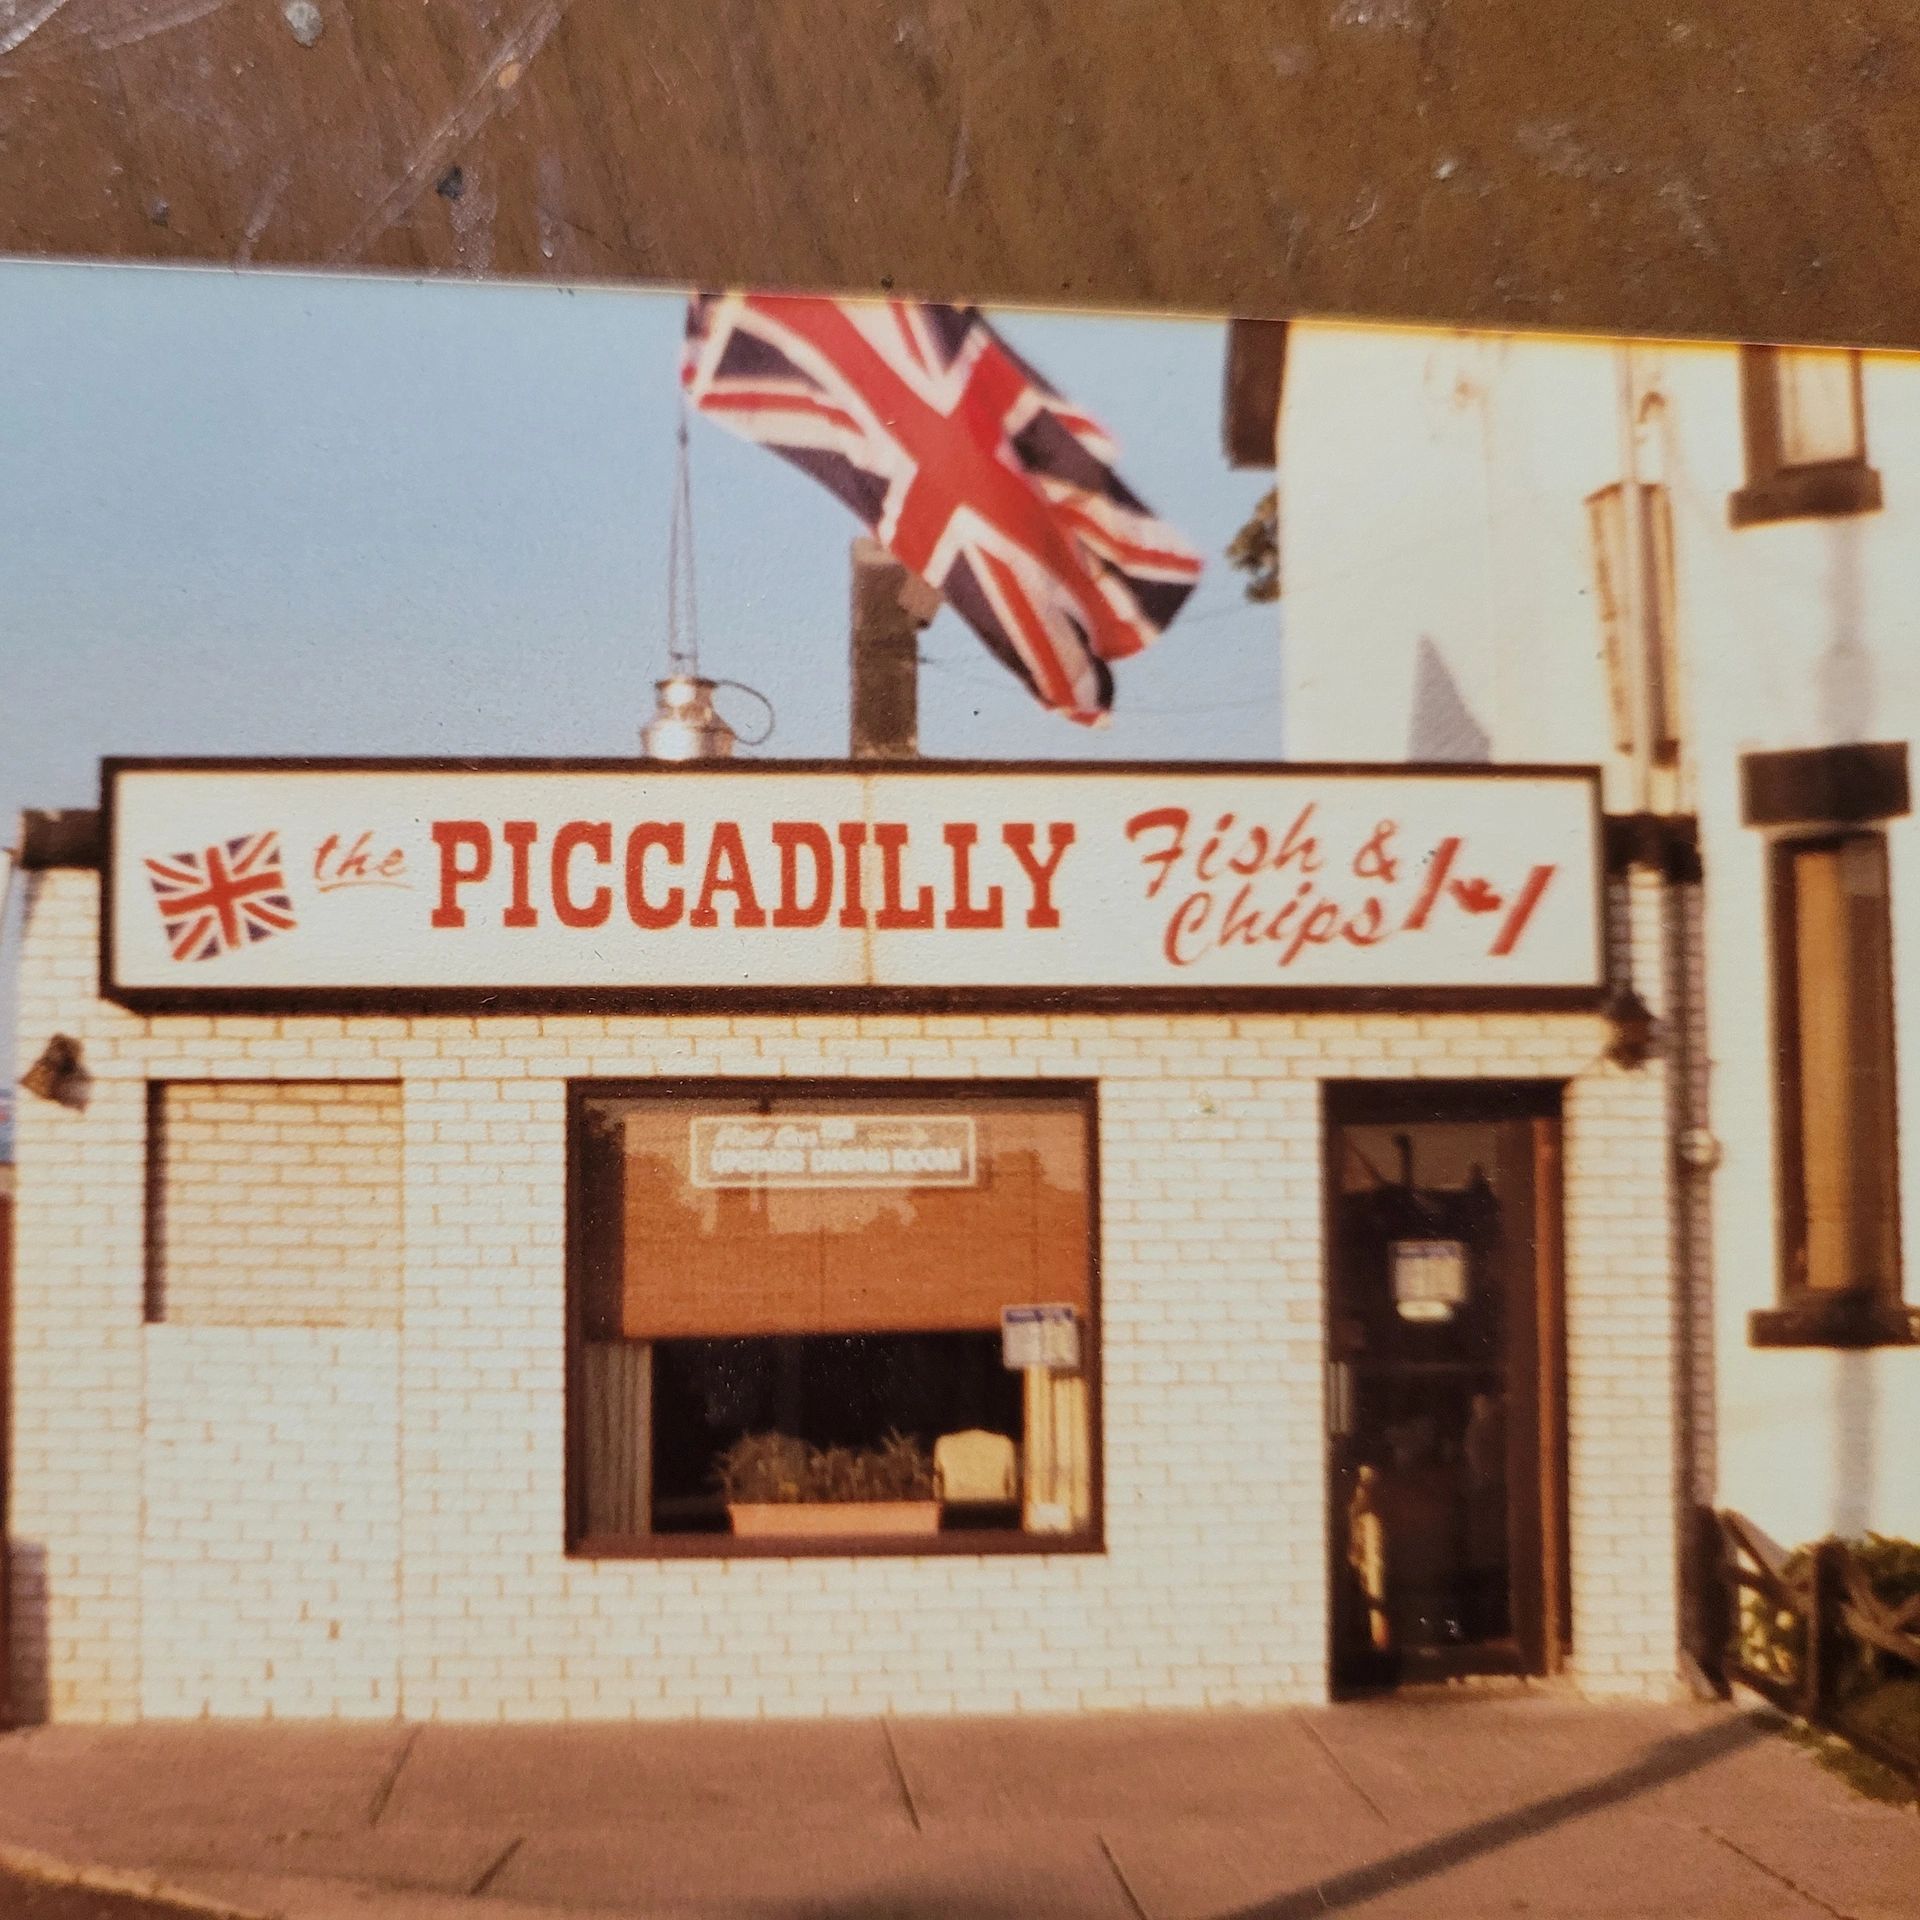 the PICCADILLY Fish &
Chips
UPSTAIRS DINING ROOM